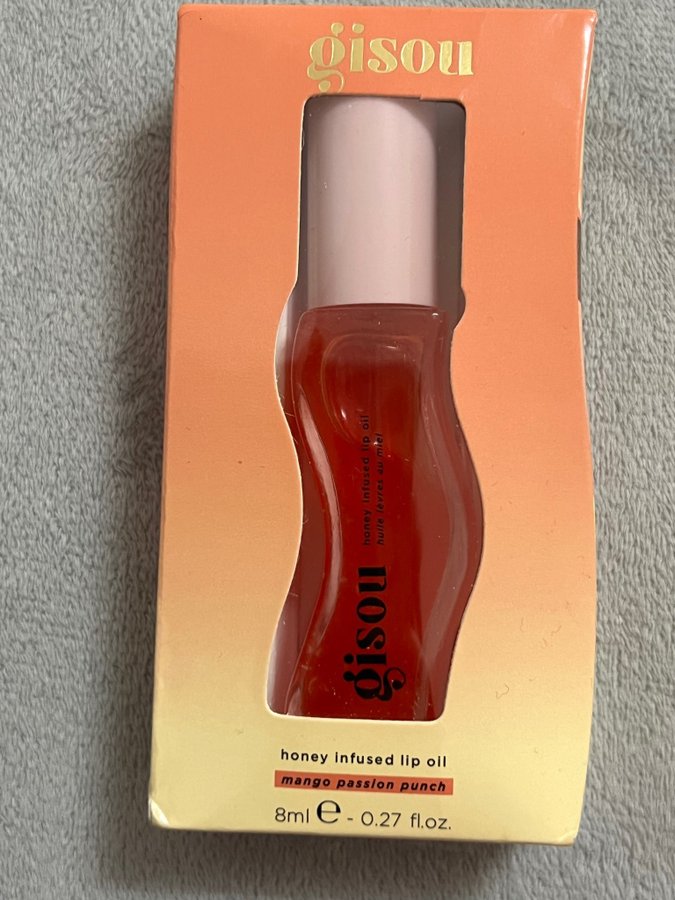 gisou
honey infused lip oil
huile lèvres au miel
gisou
honey infused lip oil
mango passion punch
8ml ℮ - 0.27 fl.oz.